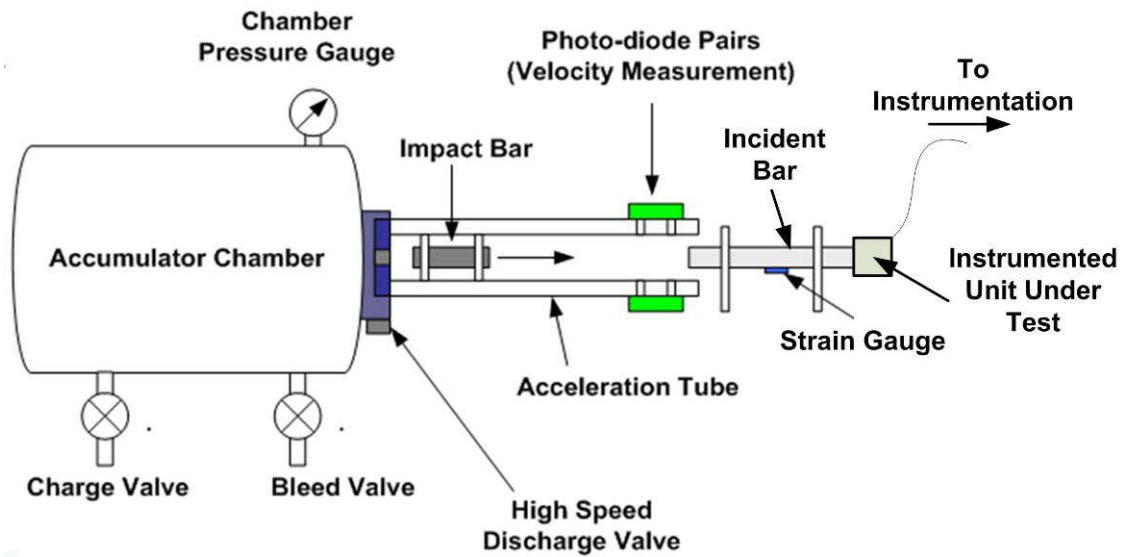 Chamber
Pressure Gauge
Photo-diode Pairs
(Velocity Measurement)
To
Instrumentation
Impact Bar
Incident
Bar
Accumulator Chamber
Instrumented
Unit Under
Test
Strain Gauge
Acceleration Tube
Charge Valve
Bleed Valve
High Speed
Discharge Valve